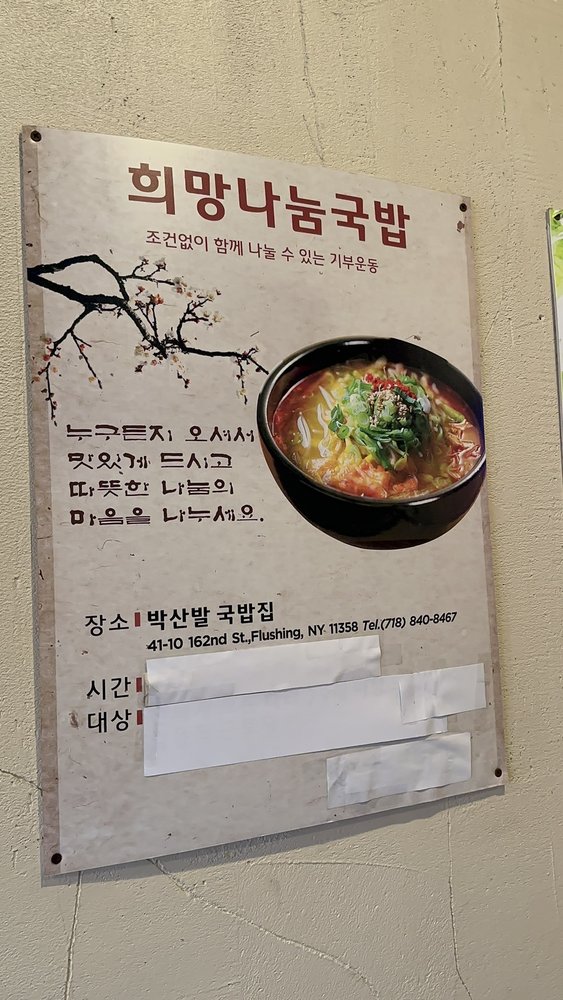 희망나눔국밥
조건없이 함께 나눌 수 있는 기부운동
누구든지 오셔서
맛있게 드시고
따뜻한 나눔의
마음을 나누세요.
장소 박산발 국밥집
41-10 162nd St.,Flushing, NY 11358 Tel.(718) 840-8467
시간
대상